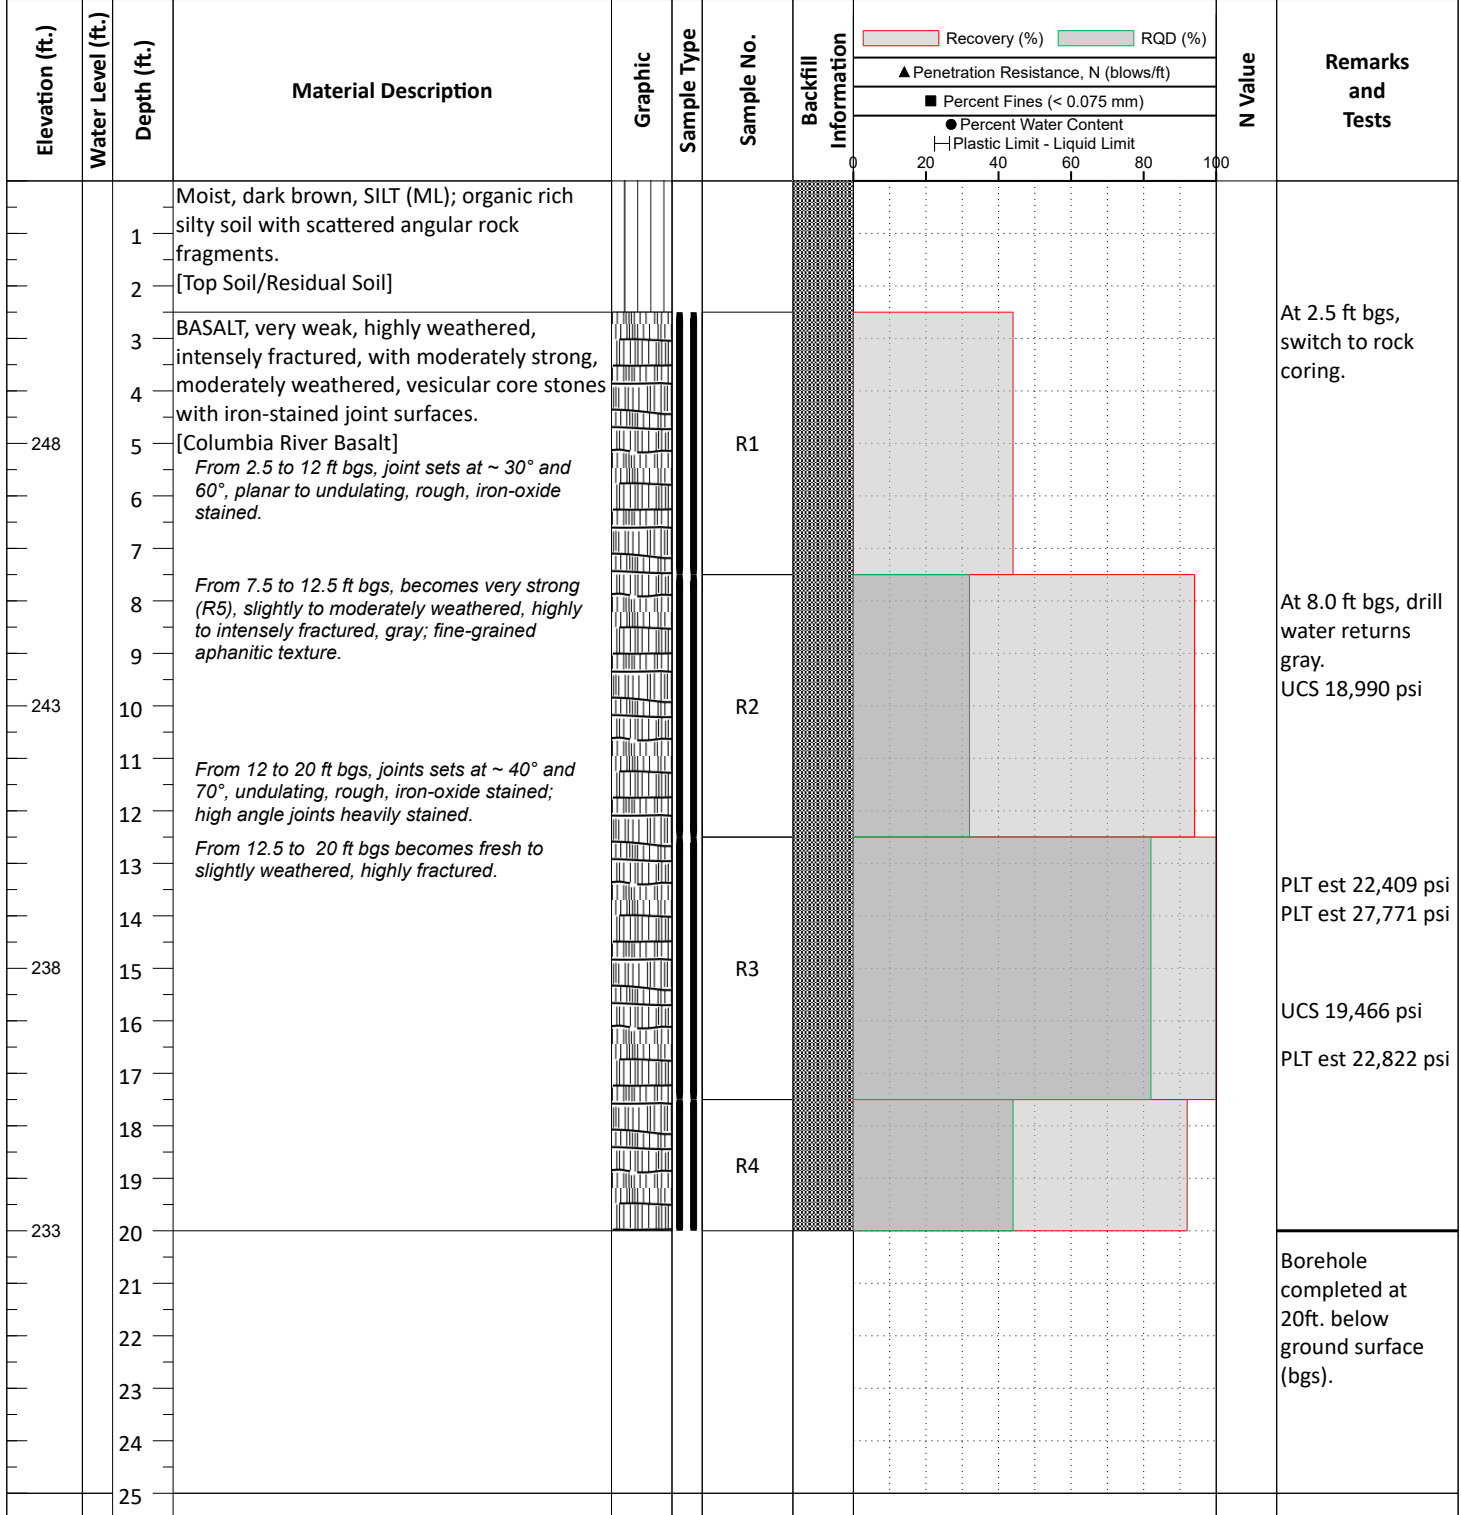 Elevation (ft.)
Water Level (ft.)
Depth (ft.)
Material Description
Graphic
Sample Type
Sample No.
Backfill
Information
Recovery (%) RQD (%)
▲ Penetration Resistance, N (blows/ft)
■ Percent Fines (< 0.075 mm)
● Percent Water Content
Plastic Limit - Liquid Limit
0 20 40 60 80 100
N Value
Remarks
and
Tests
Moist, dark brown, SILT (ML); organic rich
silty soil with scattered angular rock
fragments.
[Top Soil/Residual Soil]
BASALT, very weak, highly weathered,
intensely fractured, with moderately strong,
moderately weathered, vesicular core stones
with iron-stained joint surfaces.
[Columbia River Basalt]
From 2.5 to 12 ft bgs, joint sets at ~ 30° and
60°, planar to undulating, rough, iron-oxide
stained.
From 7.5 to 12.5 ft bgs, becomes very strong
(R5), slightly to moderately weathered, highly
to intensely fractured, gray; fine-grained
aphanitic texture.
From 12 to 20 ft bgs, joints sets at ~ 40° and
70°, undulating, rough, iron-oxide stained;
high angle joints heavily stained.
From 12.5 to 20 ft bgs becomes fresh to
slightly weathered, highly fractured.
248
243
238
233
1
2
3
4
5
6
7
8
9
10
11
12
13
14
15
16
17
18
19
20
21
22
23
24
25
R1
R2
R3
R4
At 2.5 ft bgs,
switch to rock
coring.
At 8.0 ft bgs, drill
water returns
gray.
UCS 18,990 psi
PLT est 22,409 psi
PLT est 27,771 psi
UCS 19,466 psi
PLT est 22,822 psi
Borehole
completed at
20ft. below
ground surface
(bgs).